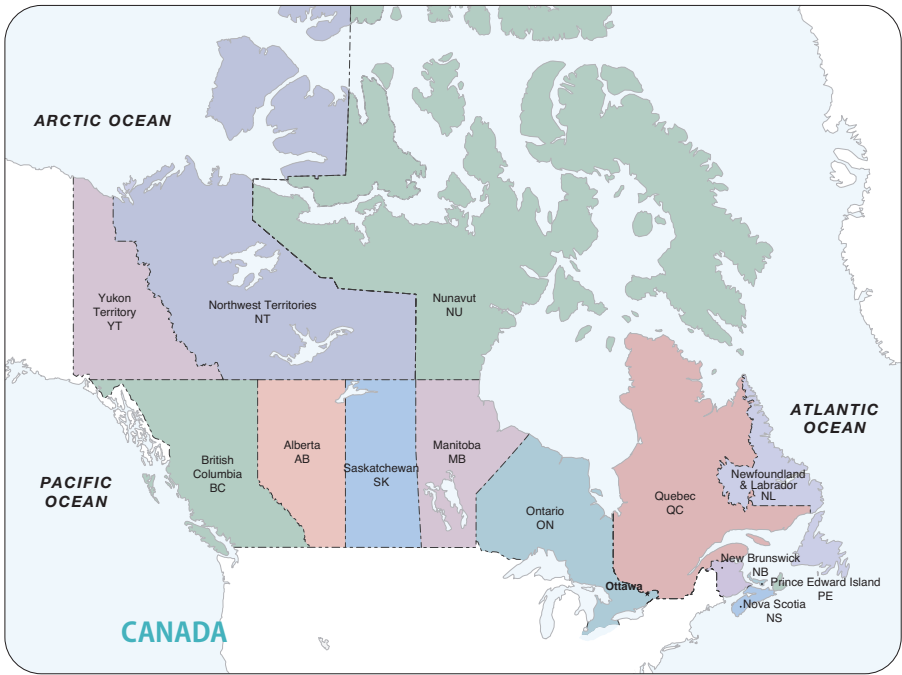 ARCTIC OCEAN
Yukon
Territory
YT
Northwest Territories
NT
Nunavut
NU
ATLANTIC
OCEAN
PACIFIC
OCEAN
British
Columbia
BC
Alberta
AB
Saskatchewan
SK
Manitoba
MB
Ontario
ON
Quebec
QC
Newfoundland
& Labrador
NL
New Brunswick
NB
Prince Edward Island
PE
Nova Scotia
NS
Ottawa
CANADA